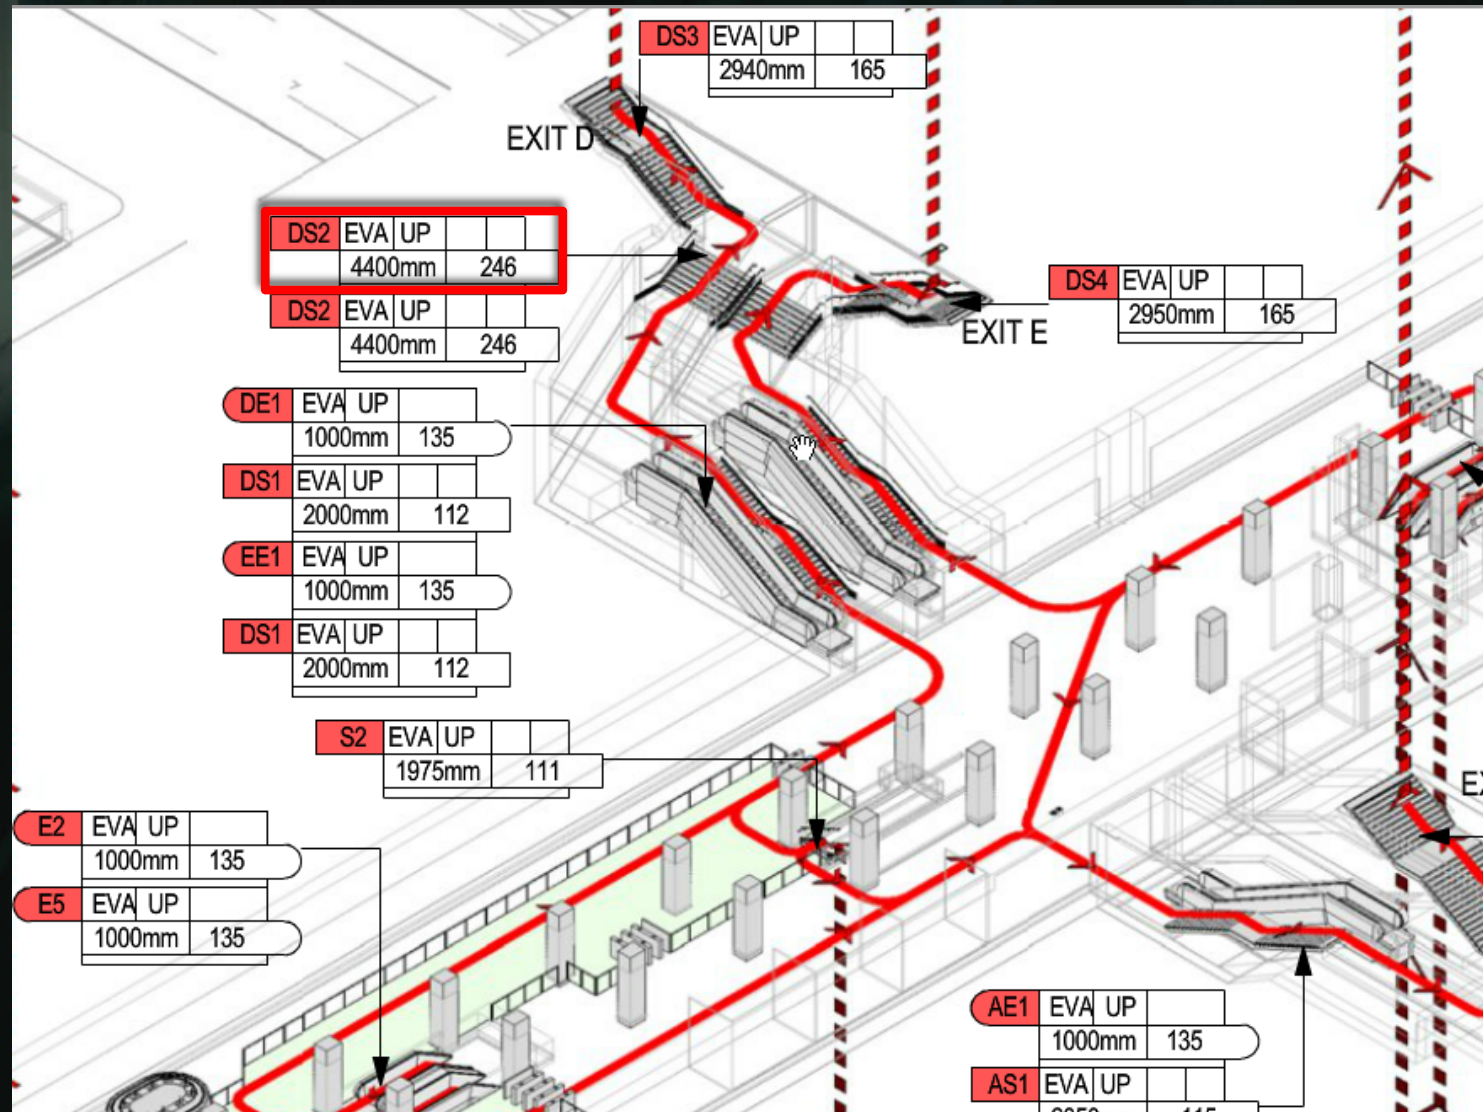 DS3 EVA UP
2940mm 165
EXIT D
DS2 EVA UP
4400mm 246
DS2 EVA UP
4400mm 246
DS4 EVA UP
2950mm 165
EXIT E
DE1 EVA UP
1000mm 135
DS1 EVA UP
2000mm 112
EE1 EVA UP
1000mm 135
DS1 EVA UP
2000mm 112
S2 EVA UP
1975mm 111
E2 EVA UP
1000mm 135
E5 EVA UP
1000mm 135
AE1 EVA UP
1000mm 135
AS1 EVA UP